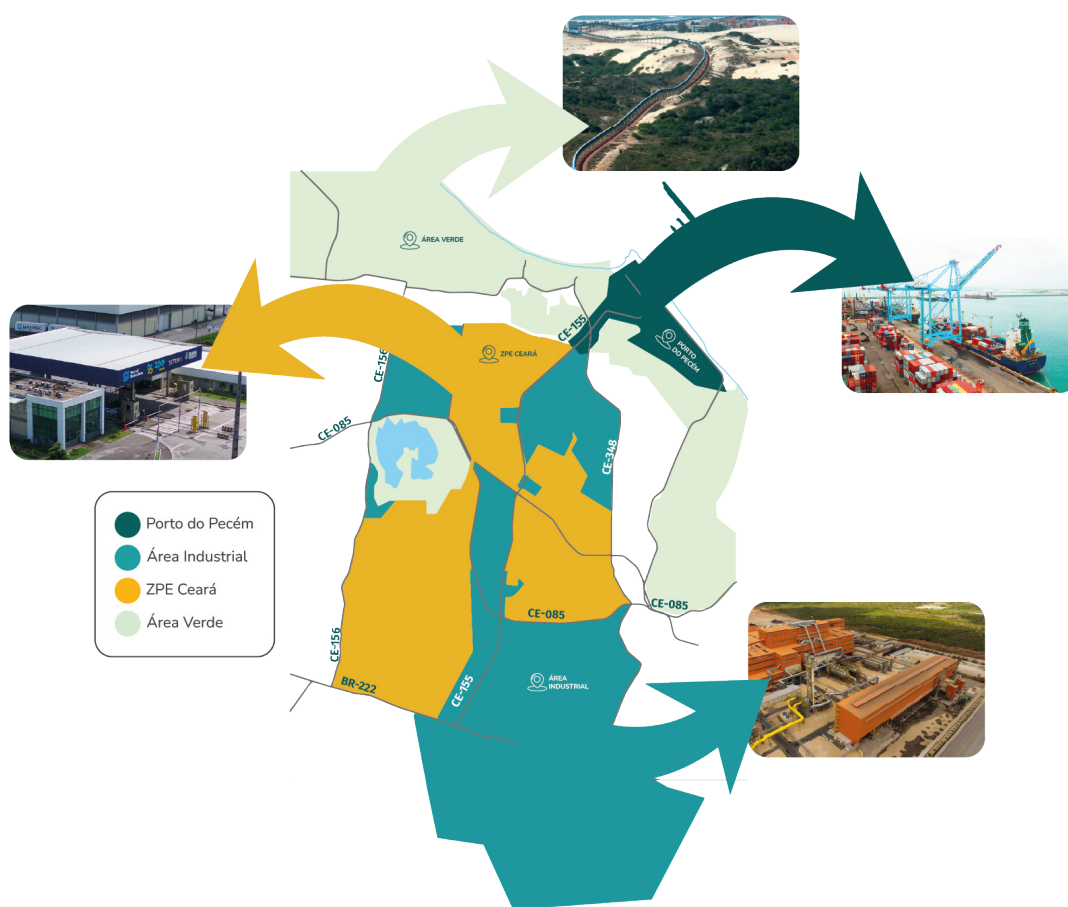 ÁREA VERDE
CE-155
PORTO
DO PECÉM
ZPE CEARÁ
CE-156
CE-085
CE-348
Porto do Pecém
Área Industrial
ZPE Ceará
Área Verde
CE-085
CE-085
CE-156
BR-222
CE-155
ÁREA
INDUSTRIAL